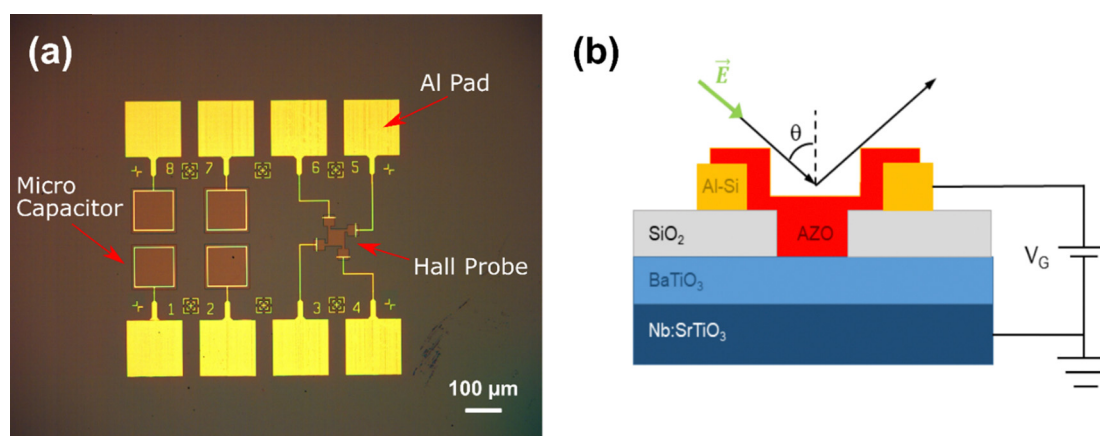 (a)
Al Pad
8 7 6 5
Micro
Capacitor
Hall Probe
1 2 3 4
100 µm
(b)
E⃗
θ
Al-Si
SiO₂
AZO
V_G
BaTiO₃
Nb:SrTiO₃